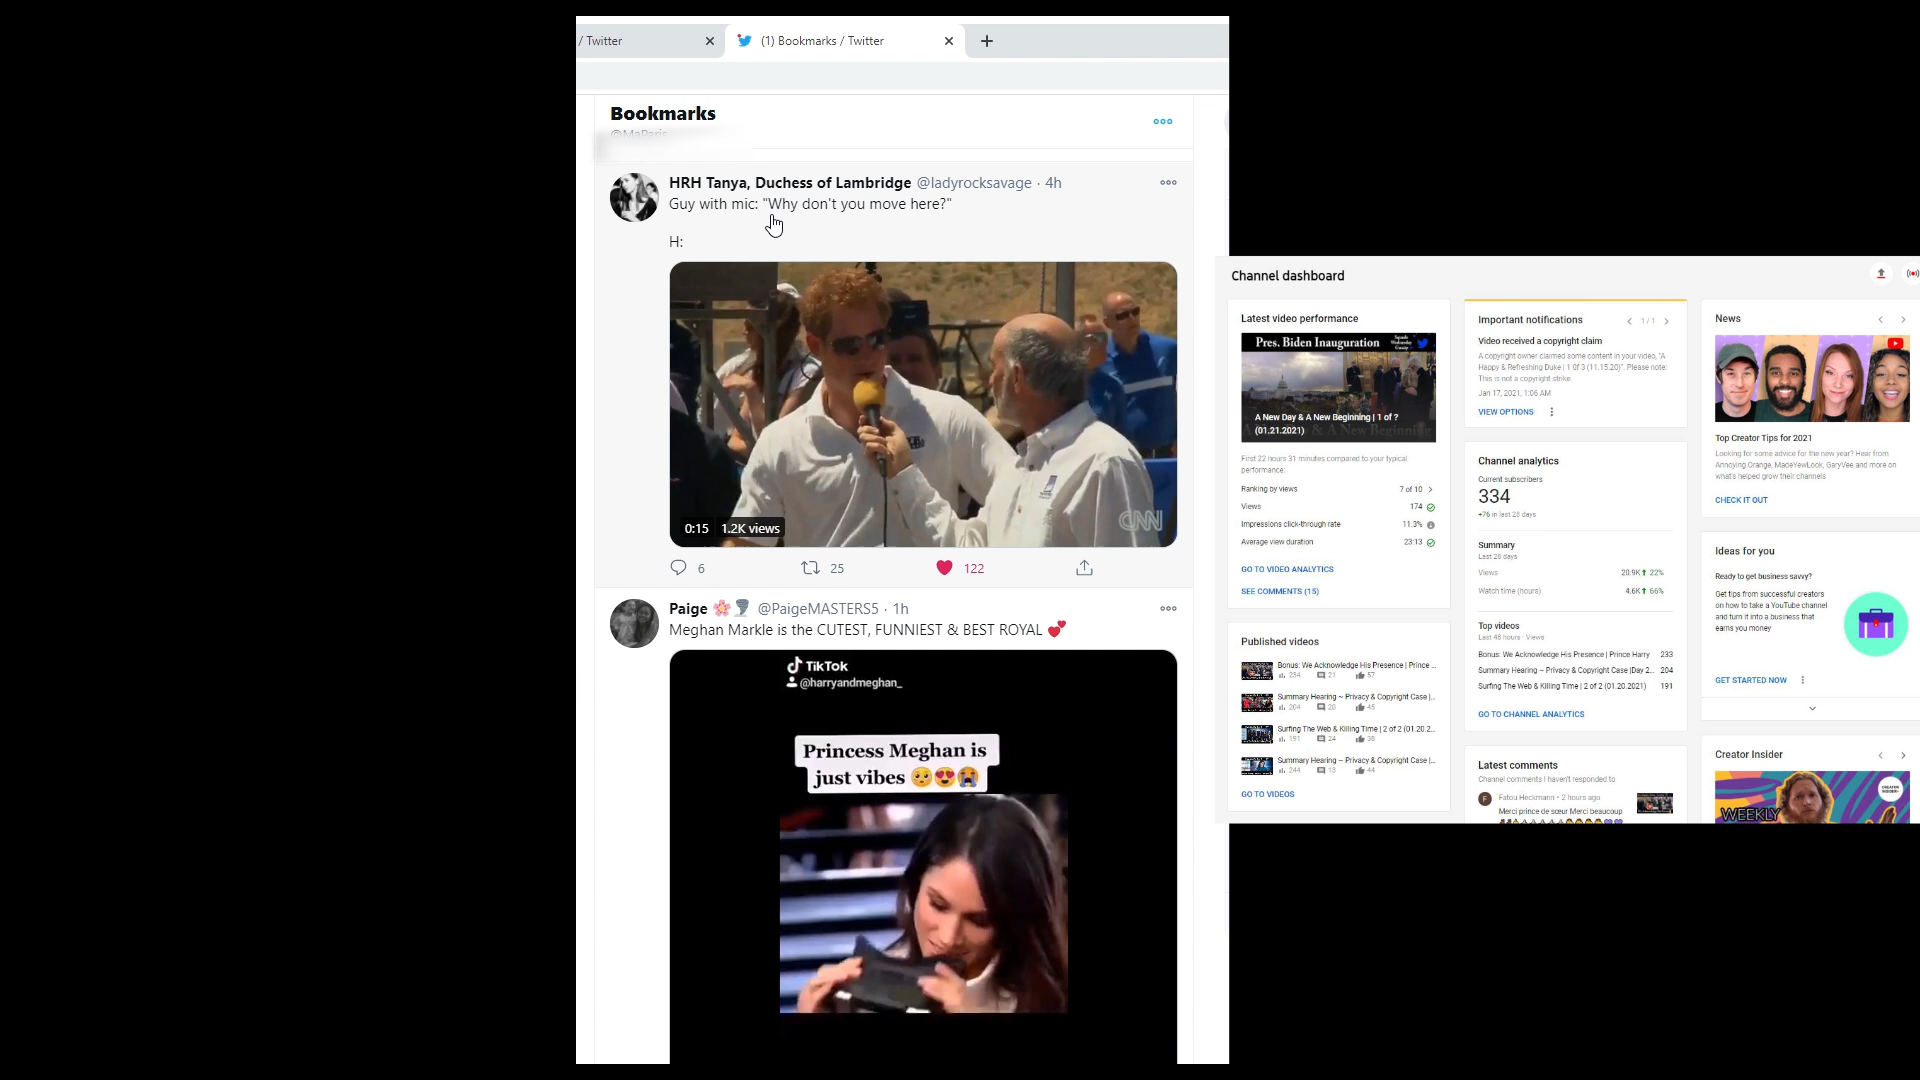 / Twitter
(1) Bookmarks / Twitter
Bookmarks
@MaParis
HRH Tanya, Duchess of Lambridge @ladyrocksavage · 4h
Guy with mic: "Why don't you move here?"
H:
CNN
0:15 1.2K views
6 25 122
Paige @PaigeMASTERS5 · 1h
Meghan Markle is the CUTEST, FUNNIEST & BEST ROYAL 💕
TikTok
@harryandmeghan_
Princess Meghan is
just vibes 🥺😍😭
Channel dashboard
Latest video performance
Pres. Biden Inauguration
A New Day & A New Beginning | 1 of ?
(01.21.2021)
First 22 hours 31 minutes compared to your typical
performance:
Ranking by views 7 of 10
Views 174
Impressions click-through rate 11.3%
Average view duration 23:13
GO TO VIDEO ANALYTICS
SEE COMMENTS (15)
Published videos
Bonus: We Acknowledge His Presence | Prince ...
234 21 57
Summary Hearing ~ Privacy & Copyright Case |...
204 20 45
Surfing The Web & Killing Time | 2 of 2 (01.20.2...
191 24 38
Summary Hearing ~ Privacy & Copyright Case |...
244 13 44
GO TO VIDEOS
Important notifications 1 / 1
Video received a copyright claim
A copyright owner claimed some content in your video, "A
Happy & Refreshing Duke | 1 0f 3 (11.15.20)". Please note:
This is not a copyright strike.
Jan 17, 2021, 1:06 AM
VIEW OPTIONS
Channel analytics
Current subscribers
334
+76 in last 28 days
Summary
Last 28 days
Views 20.9K 22%
Watch time (hours) 4.6K 66%
Top videos
Last 48 hours · Views
Bonus: We Acknowledge His Presence | Prince Harry 233
Summary Hearing ~ Privacy & Copyright Case |Day 2... 204
Surfing The Web & Killing Time | 2 of 2 (01.20.2021) 191
GO TO CHANNEL ANALYTICS
Latest comments
Channel comments I haven't responded to
F Fatou Heckmann • 2 hours ago
Merci prince de sœur Merci beaucoup
News
Top Creator Tips for 2021
Looking for some advice for the new year? Hear from
Annoying Orange, MadeYewLook, GaryVee and more on
what's helped grow their channels
CHECK IT OUT
Ideas for you
Ready to get business savvy?
Get tips from successful creators
on how to take a YouTube channel
and turn it into a business that
earns you money
GET STARTED NOW
Creator Insider
CREATOR
INSIDER
WEEKLY